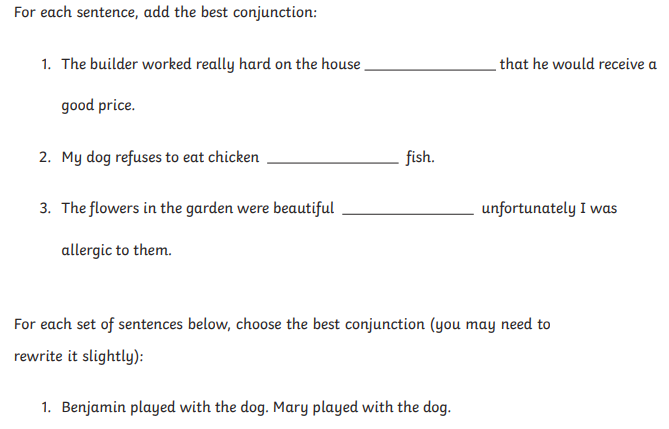 For each sentence, add the best conjunction:
1. The builder worked really hard on the house _______________ that he would receive a
good price.
2. My dog refuses to eat chicken _______________ fish.
3. The flowers in the garden were beautiful _______________ unfortunately I was
allergic to them.
For each set of sentences below, choose the best conjunction (you may need to
rewrite it slightly):
1. Benjamin played with the dog. Mary played with the dog.